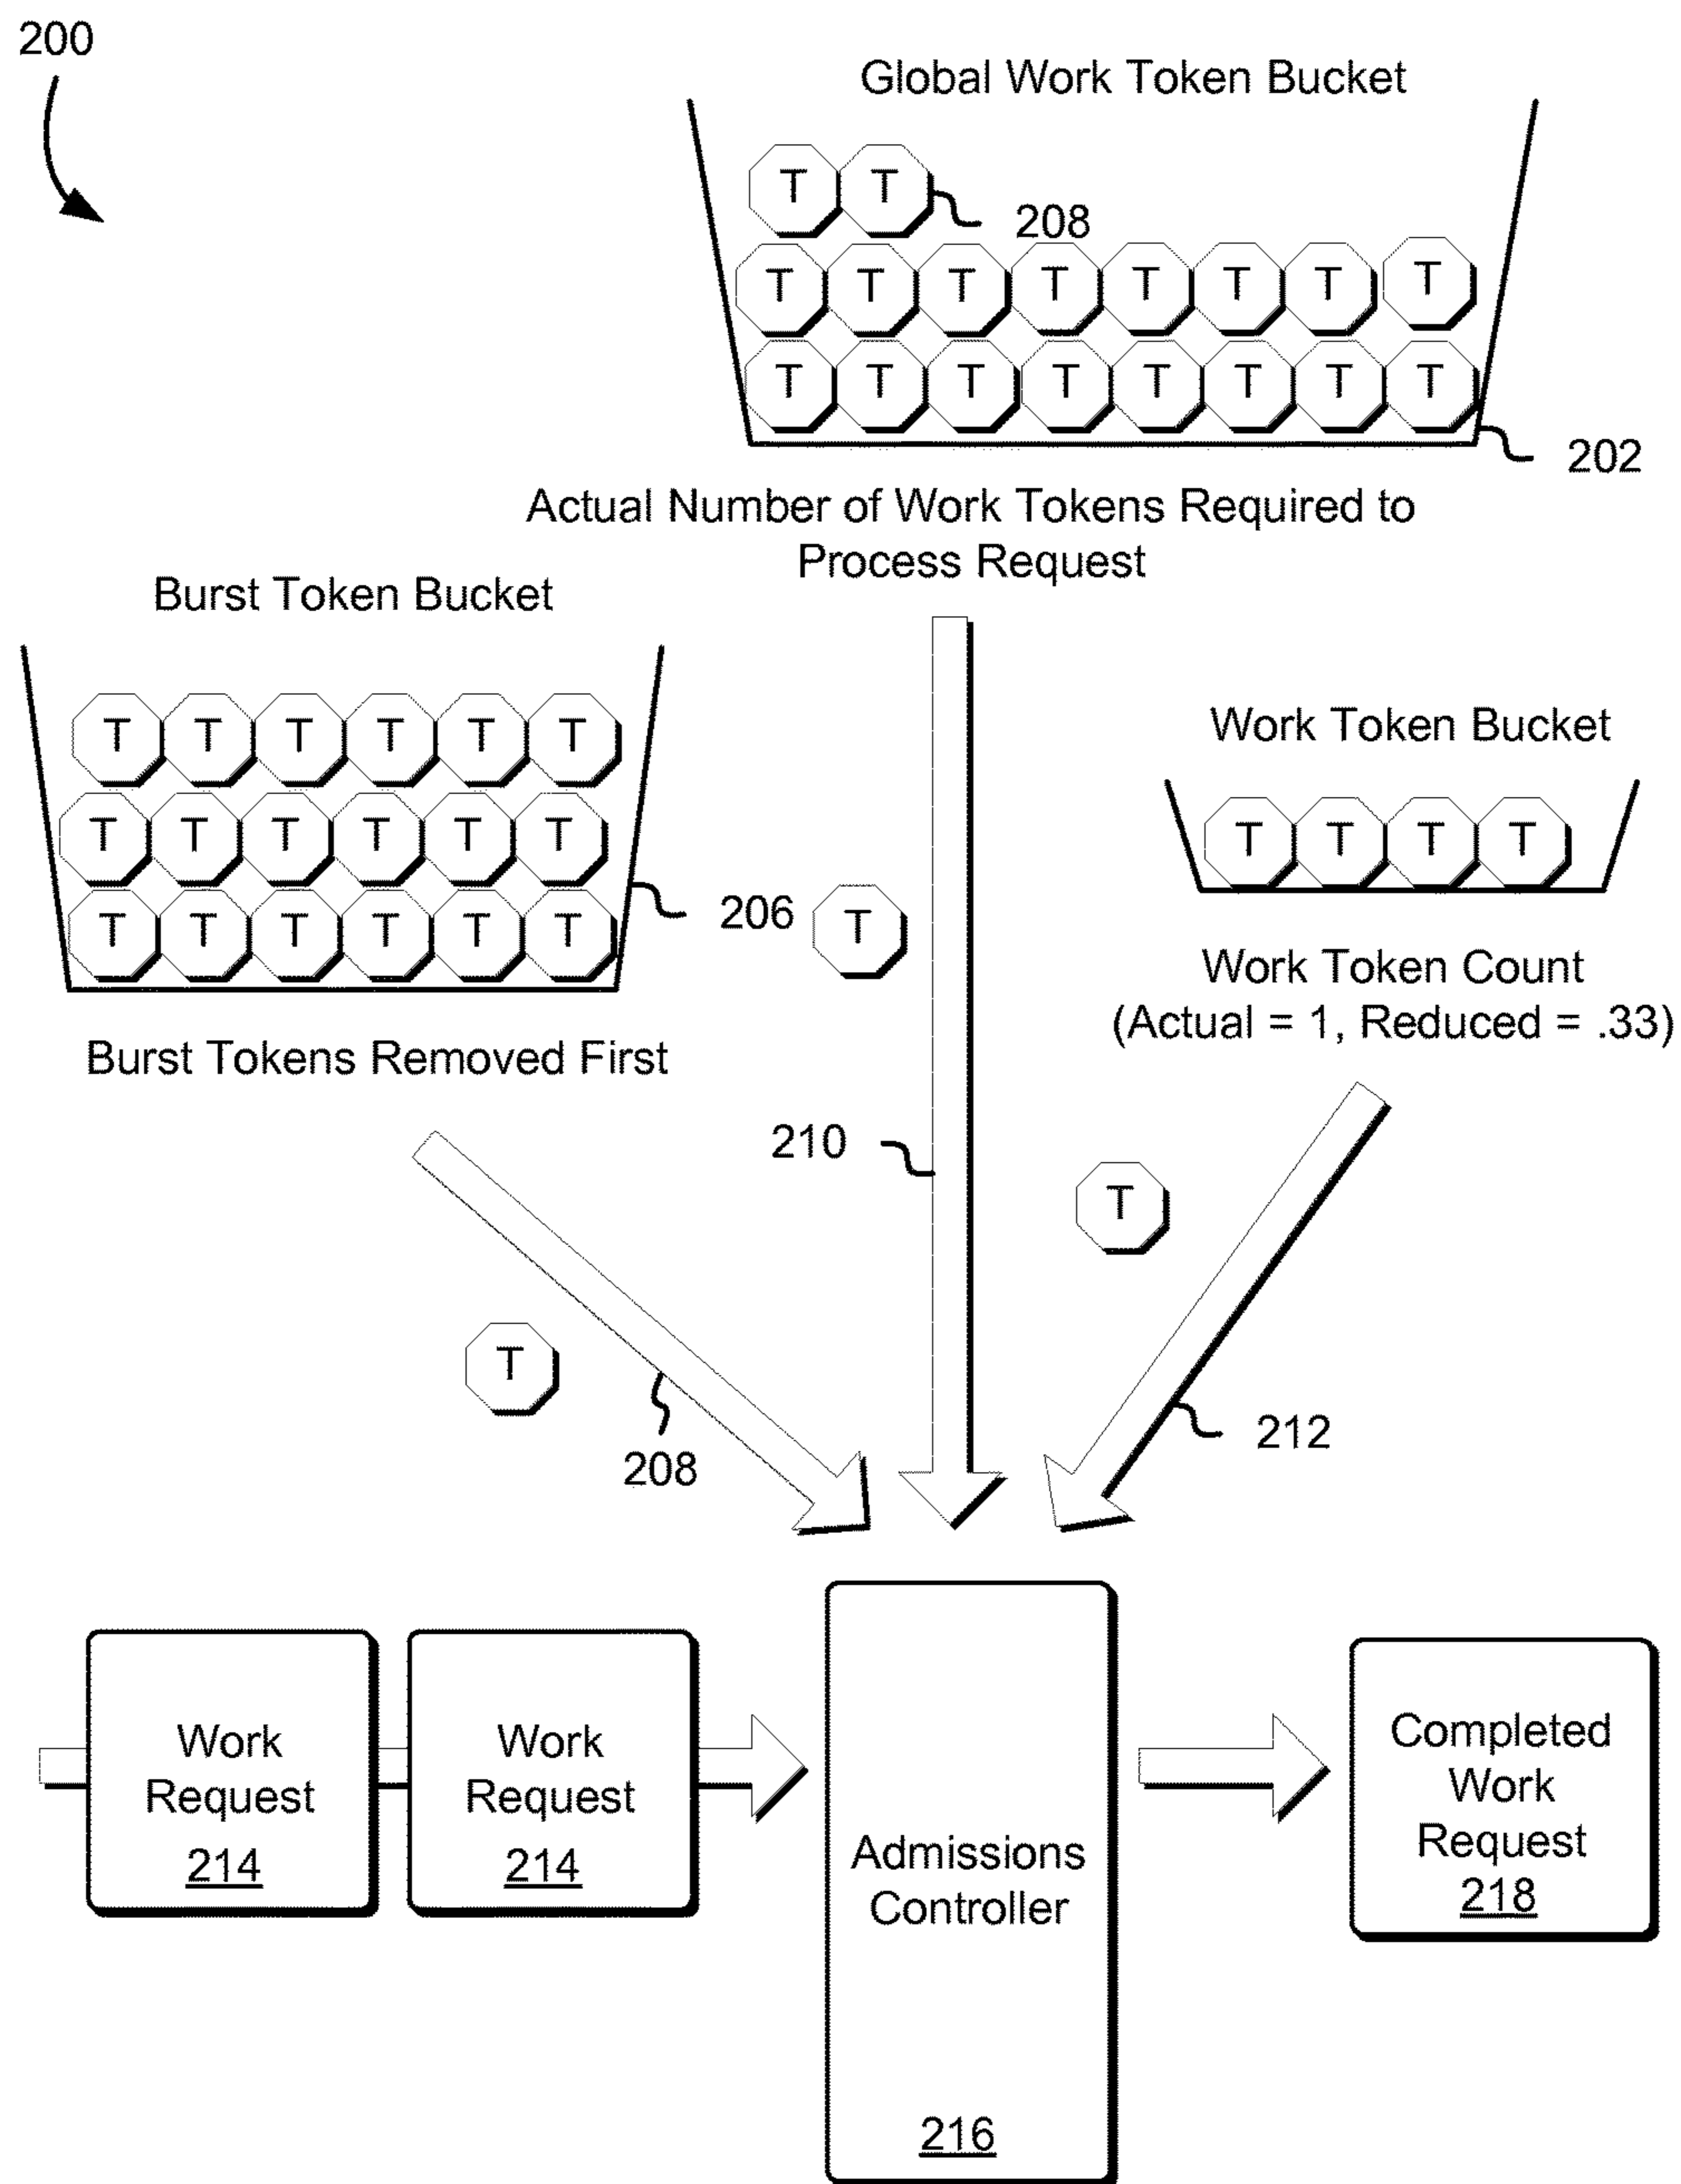 200
Global Work Token Bucket
T T
208
T T T T T T T T
T T T T T T T T
202
Actual Number of Work Tokens Required to
Process Request
Burst Token Bucket
T T T T T T
T T T T T T
T T T T T T
206
T
Work Token Bucket
T T T T
Work Token Count
(Actual = 1, Reduced = .33)
Burst Tokens Removed First
210
T
T
208
212
Work
Request
214
Work
Request
214
Admissions
Controller
216
Completed
Work
Request
218